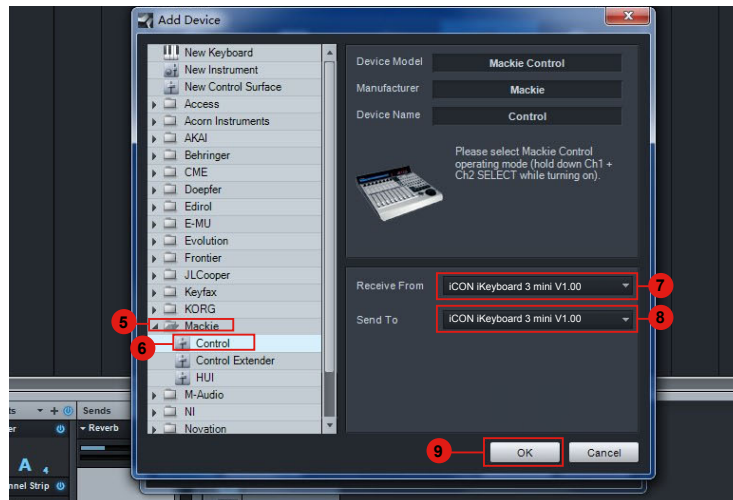 Add Device
New Keyboard
New Instrument
New Control Surface
Access
Acorn Instruments
AKAI
Behringer
CME
Doepfer
Edirol
E-MU
Evolution
Frontier
JLCooper
Keyfax
KORG
5
Mackie
6
Control
Control Extender
HUI
M-Audio
NI
Novation
Device Model
Mackie Control
Manufacturer
Mackie
Device Name
Control
Please select Mackie Control
operating mode (hold down Ch1 +
Ch2 SELECT while turning on).
Receive From
iCON iKeyboard 3 mini V1.00
7
Send To
iCON iKeyboard 3 mini V1.00
8
9
OK
Cancel
Sends
Reverb
A 4
nnel Strip